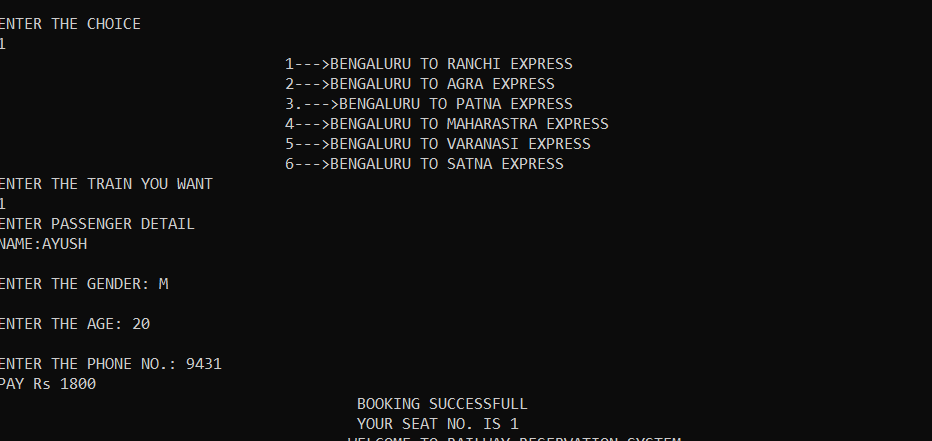 ENTER THE CHOICE
1
1--->BENGALURU TO RANCHI EXPRESS
2--->BENGALURU TO AGRA EXPRESS
3.--->BENGALURU TO PATNA EXPRESS
4--->BENGALURU TO MAHARASTRA EXPRESS
5--->BENGALURU TO VARANASI EXPRESS
6--->BENGALURU TO SATNA EXPRESS
ENTER THE TRAIN YOU WANT
1
ENTER PASSENGER DETAIL
NAME:AYUSH
ENTER THE GENDER: M
ENTER THE AGE: 20
ENTER THE PHONE NO.: 9431
PAY Rs 1800
BOOKING SUCCESSFULL
YOUR SEAT NO. IS 1
WELCOME TO RAILWAY RESERVATION SYSTEM